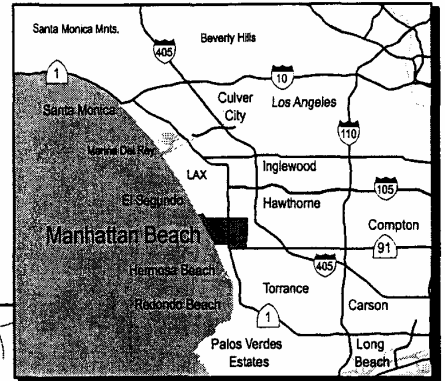 Santa Monica Mnts.
405
Beverly Hills
1
10
Culver
City
Los Angeles
Santa Monica
110
Marina Del Rey
LAX
Inglewood
105
El Segundo
Hawthorne
Manhattan Beach
Compton
91
Hermosa Beach
405
Torrance
Redondo Beach
Carson
1
Palos Verdes
Estates
Long
Beach